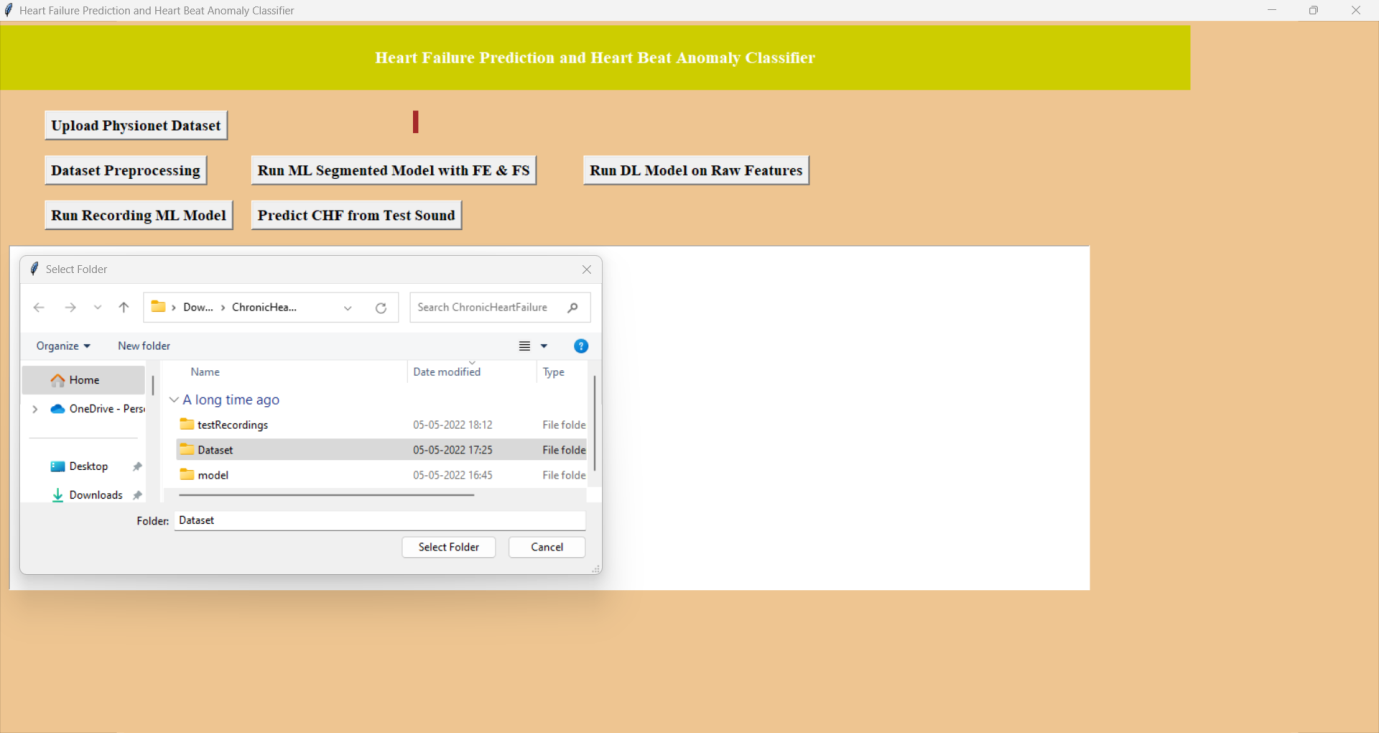 Heart Failure Prediction and Heart Beat Anomaly Classifier
Heart Failure Prediction and Heart Beat Anomaly Classifier
Upload Physionet Dataset
Dataset Preprocessing Run ML Segmented Model with FE & FS Run DL Model on Raw Features
Run Recording ML Model Predict CHF from Test Sound
Select Folder
Dow... ChronicHea... Search ChronicHeartFailure
Organize New folder ?
Home Name Date modified Type
A long time ago
OneDrive - Pers
testRecordings 05-05-2022 18:12 File folde
Dataset 05-05-2022 17:25 File folde
Desktop
model 05-05-2022 16:45 File folde
Downloads
Folder: Dataset
Select Folder Cancel